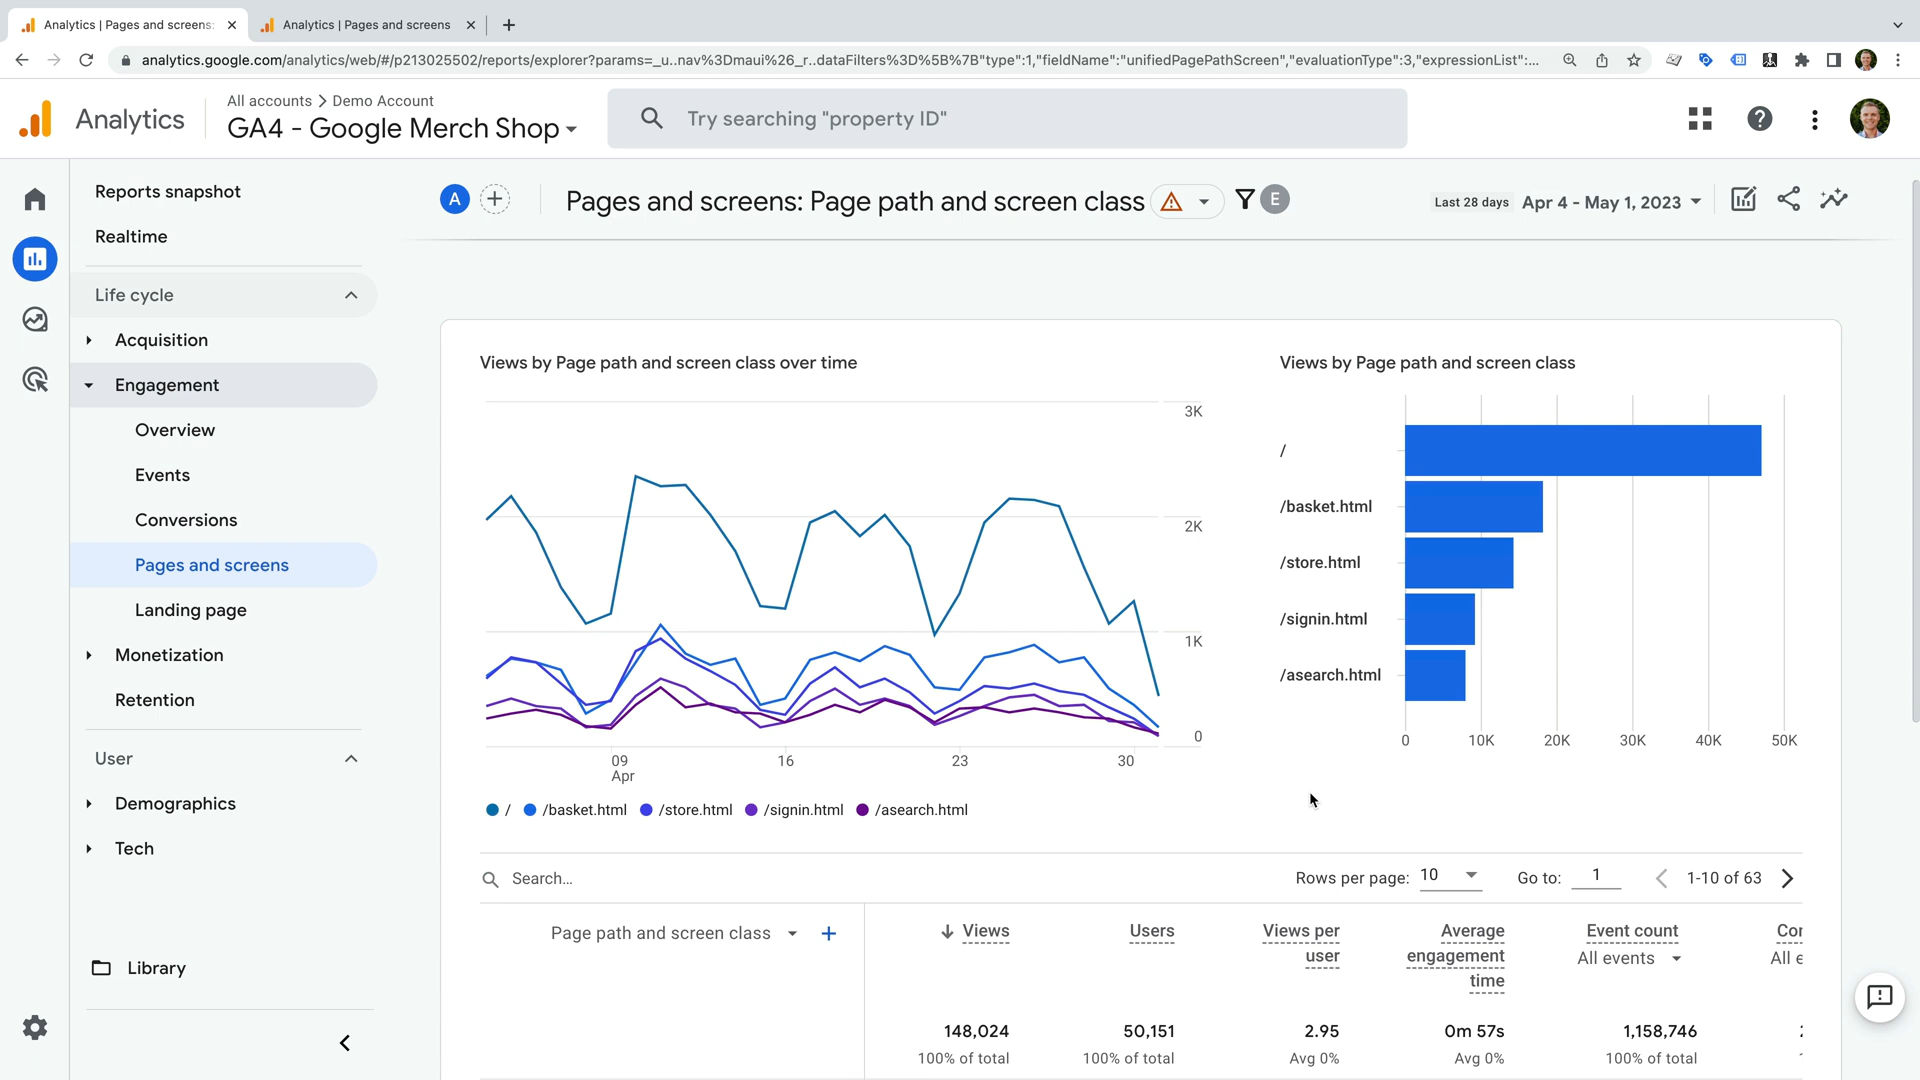 Analytics | Pages and screens:
Analytics | Pages and screens
analytics.google.com/analytics/web/#/p213025502/reports/explorer?params=_u..nav%3Dmaui%26_r..dataFilters%3D%5B%7B"type":1,"fieldName":"unifiedPagePathScreen","evaluationType":3,"expressionList":...
Analytics
All accounts > Demo Account
GA4 - Google Merch Shop
Try searching "property ID"
Reports snapshot
Realtime
Life cycle
Acquisition
Engagement
Overview
Events
Conversions
Pages and screens
Landing page
Monetization
Retention
User
Demographics
Tech
Library
A
Pages and screens: Page path and screen class
E
Last 28 days
Apr 4 - May 1, 2023
Views by Page path and screen class over time
3K
2K
1K
0
09
Apr
16
23
30
/
/basket.html
/store.html
/signin.html
/asearch.html
Views by Page path and screen class
/
/basket.html
/store.html
/signin.html
/asearch.html
0
10K
20K
30K
40K
50K
Search...
Rows per page:
10
Go to:
1
1-10 of 63
Page path and screen class
Views
Users
Views per
user
Average
engagement
time
Event count
All events
Cor
All e
148,024
50,151
2.95
0m 57s
1,158,746
100% of total
100% of total
Avg 0%
Avg 0%
100% of total